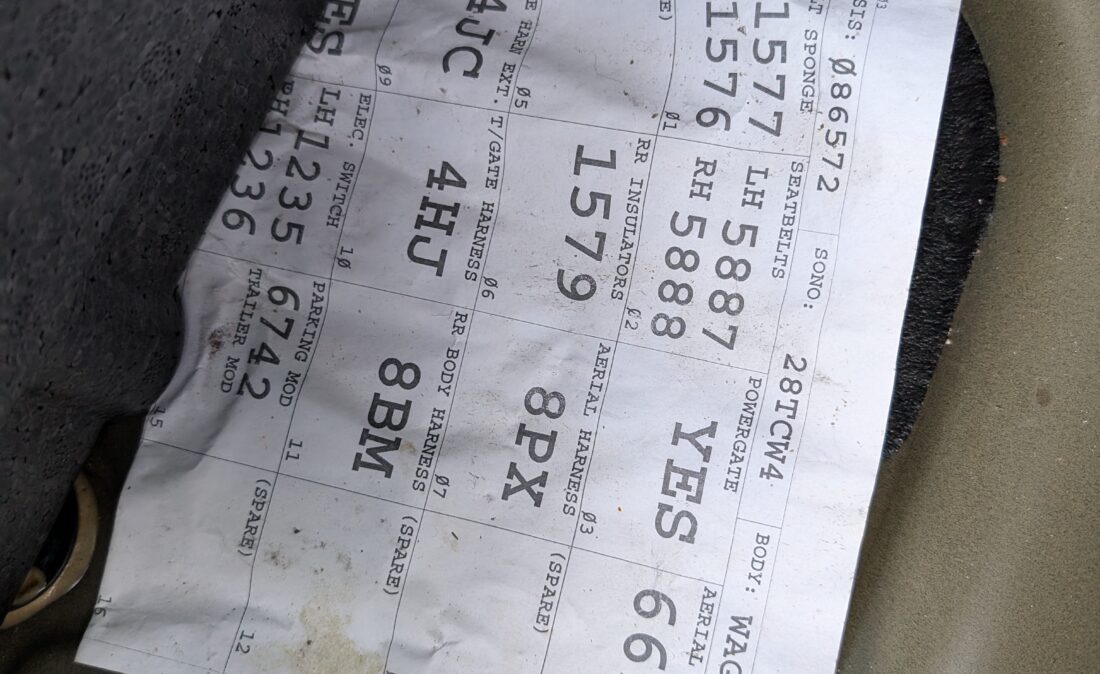 SIS: Ø86572 SONO: 28TCW4 BODY: WAG
T SPONGE
1577
1576
Ø1
SEATBELTS
LH 5887
RH 5888
Ø2
POWERGATE
YES
Ø3
AERIAL
66
E)
Ø5
RR INSULATORS
1579
Ø6
AERIAL HARNESS
8PX
Ø7
(SPARE)
E HARN EXT.
4JC
Ø9
T/GATE HARNESS
4HJ
1Ø
RR BODY HARNESS
8BM
11
(SPARE)
12
ES
ELEC. SWITCH
LH 1235
RH 1236
PARKING MOD
6742
TRAILER MOD
15
(SPARE)
16